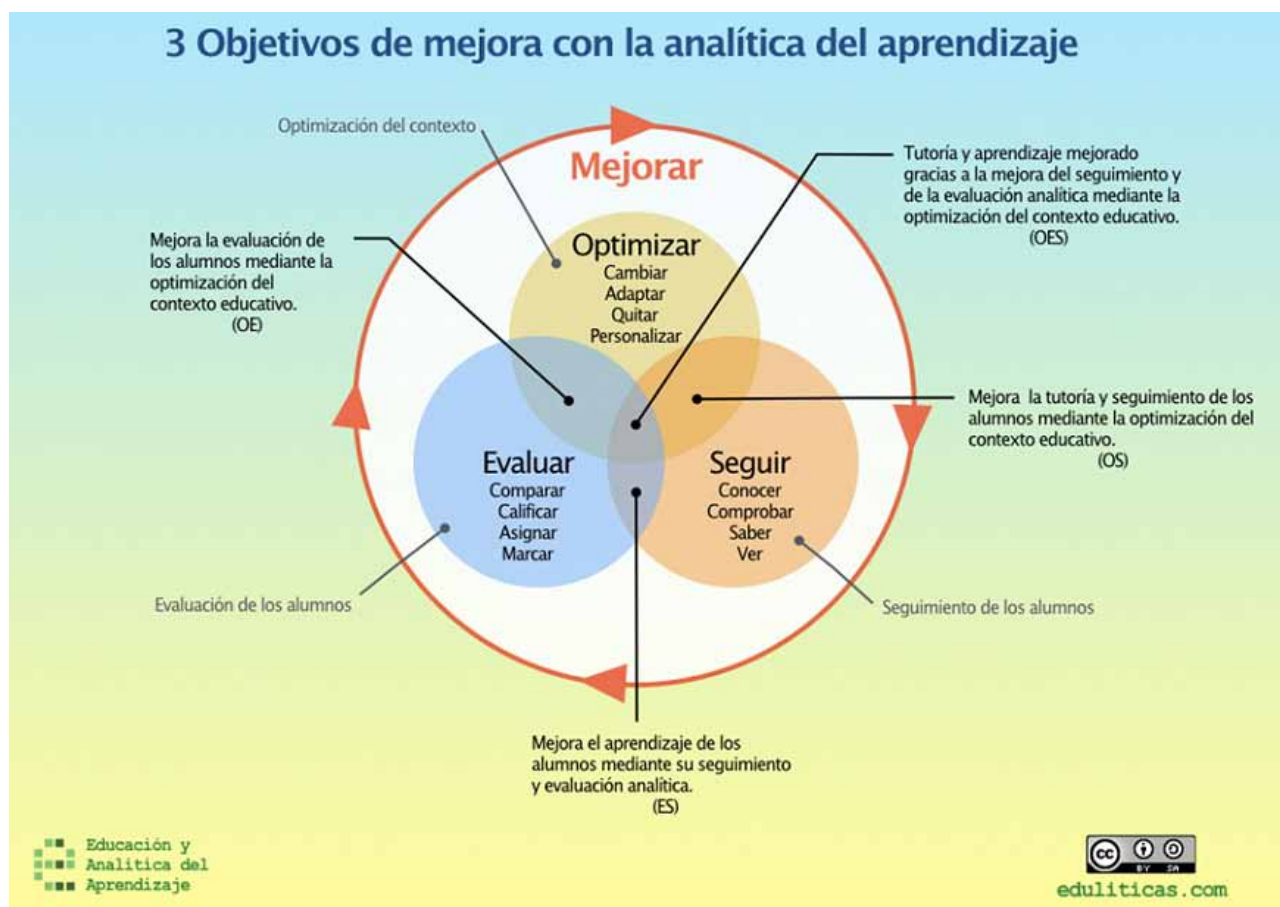 3 Objetivos de mejora con la analítica del aprendizaje
Optimización del contexto
Mejorar
Tutoría y aprendizaje mejorado
gracias a la mejora del seguimiento y
de la evaluación analítica mediante la
optimización del contexto educativo.
(OES)
Mejora la evaluación de
los alumnos mediante la
optimización del
contexto educativo.
(OE)
Optimizar
Cambiar
Adaptar
Quitar
Personalizar
Mejora la tutoría y seguimiento de los
alumnos mediante la optimización del
contexto educativo.
(OS)
Evaluar
Comparar
Calificar
Asignar
Marcar
Seguir
Conocer
Comprobar
Saber
Ver
Evaluación de los alumnos
Seguimiento de los alumnos
Mejora el aprendizaje de los
alumnos mediante su seguimiento
y evaluación analítica.
(ES)
Educación y
Analítica del
Aprendizaje
cc
BY SA
eduliticas.com